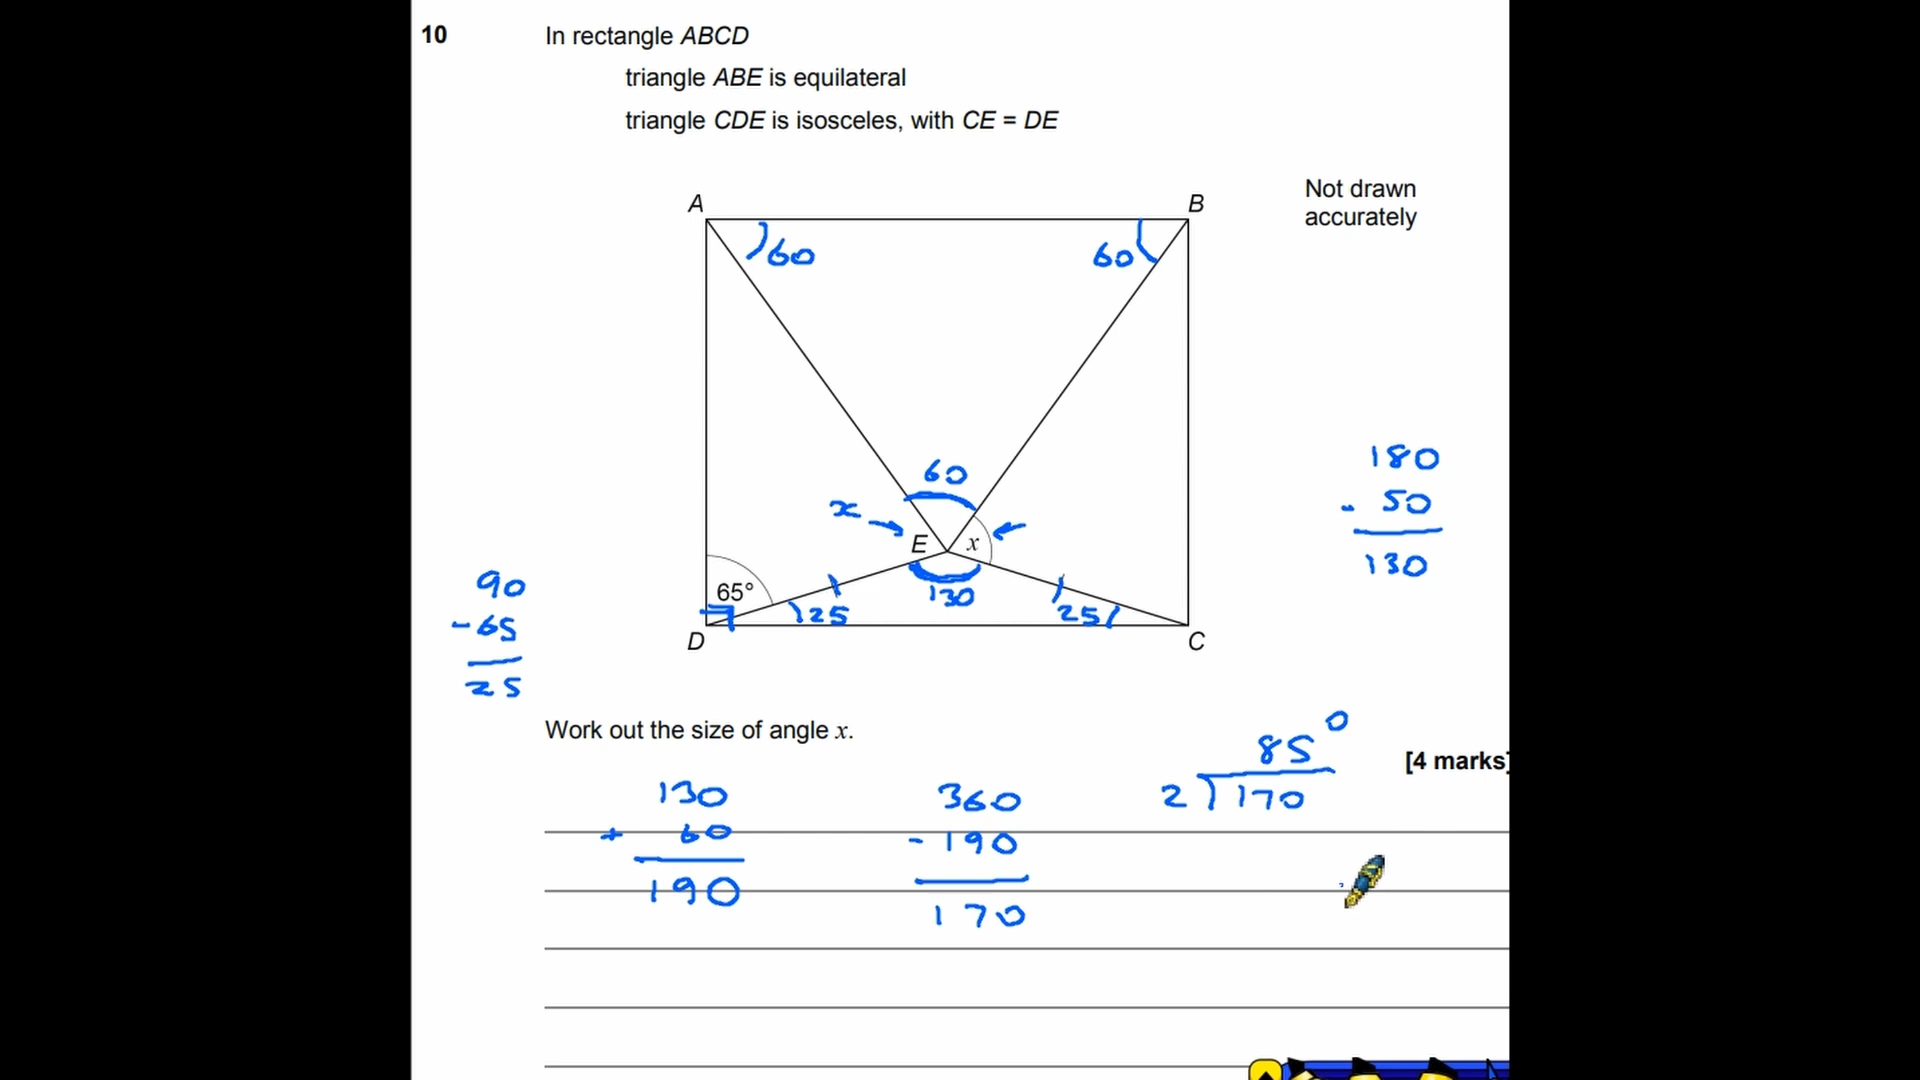 10 In rectangle ABCD
triangle ABE is equilateral
triangle CDE is isosceles, with CE = DE
Not drawn
accurately
A B
60 60
60
x
E x
65°
25 130 25
D C
90
- 65
25
180
- 50
130
Work out the size of angle x.
[4 marks]
130
+ 60
190
360
- 190
170
85°
2 ) 170